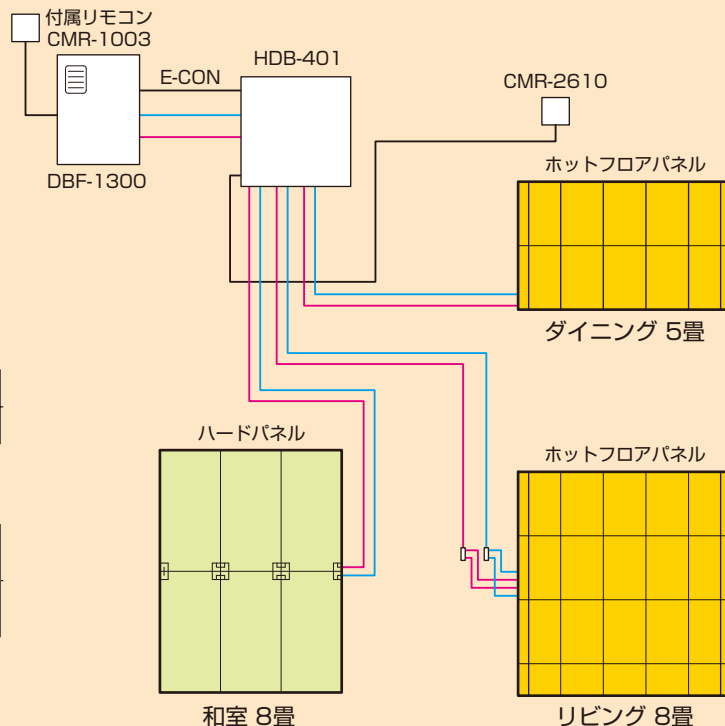 付属リモコン
CMR-1003
E-CON
HDB-401
CMR-2610
DBF-1300
ホットフロアパネル
ダイニング 5畳
ハードパネル
ホットフロアパネル
和室 8畳
リビング 8畳